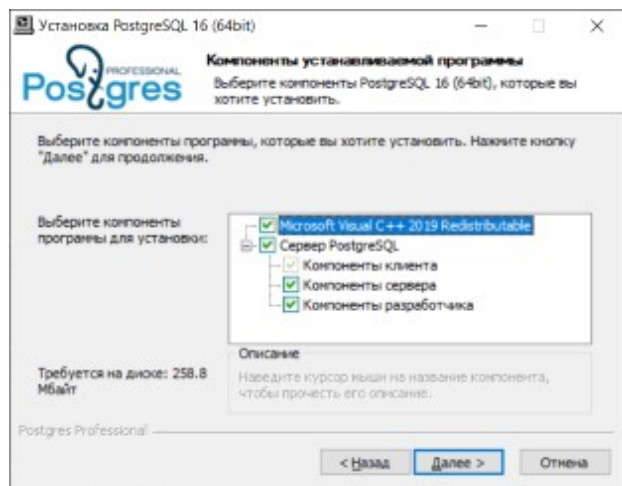 Установка PostgreSQL 16 (64bit)
PROFESSIONAL
Postgres
Компоненты устанавливаемой программы
Выберите компоненты PostgreSQL 16 (64bit), которые вы
хотите установить.
Выберите компоненты программы, которые вы хотите установить. Нажмите кнопку
"Далее" для продолжения.
Выберите компоненты
программы для установки:
Microsoft Visual C++ 2019 Redistributable
Сервер PostgreSQL
Компоненты клиента
Компоненты сервера
Компоненты разработчика
Требуется на диске: 258.8
Мбайт
Описание
Наведите курсор мыши на название компонента,
чтобы прочесть его описание.
Postgres Professional
< Назад
Далее >
Отмена